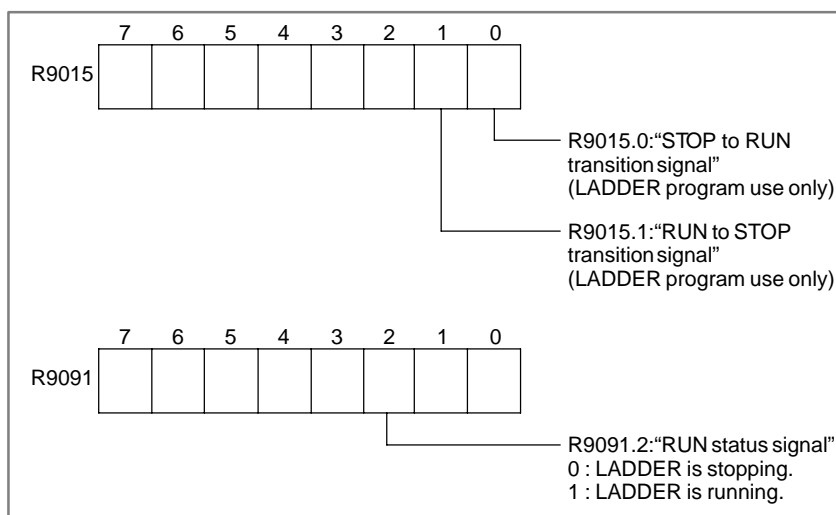 7 6 5 4 3 2 1 0
R9015
R9015.0:“STOP to RUN
transition signal”
(LADDER program use only)
R9015.1:“RUN to STOP
transition signal”
(LADDER program use only)
7 6 5 4 3 2 1 0
R9091
R9091.2:“RUN status signal”
0 : LADDER is stopping.
1 : LADDER is running.